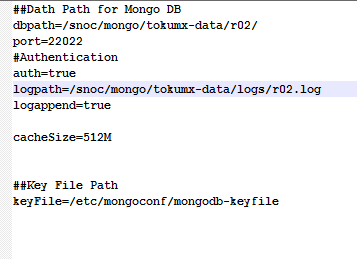 ##Dath Path for Mongo DB
dbpath=/snoc/mongo/tokumx-data/r02/
port=22022
#Authentication
auth=true
logpath=/snoc/mongo/tokumx-data/logs/r02.log
logappend=true
cacheSize=512M
##Key File Path
keyFile=/etc/mongoconf/mongodb-keyfile